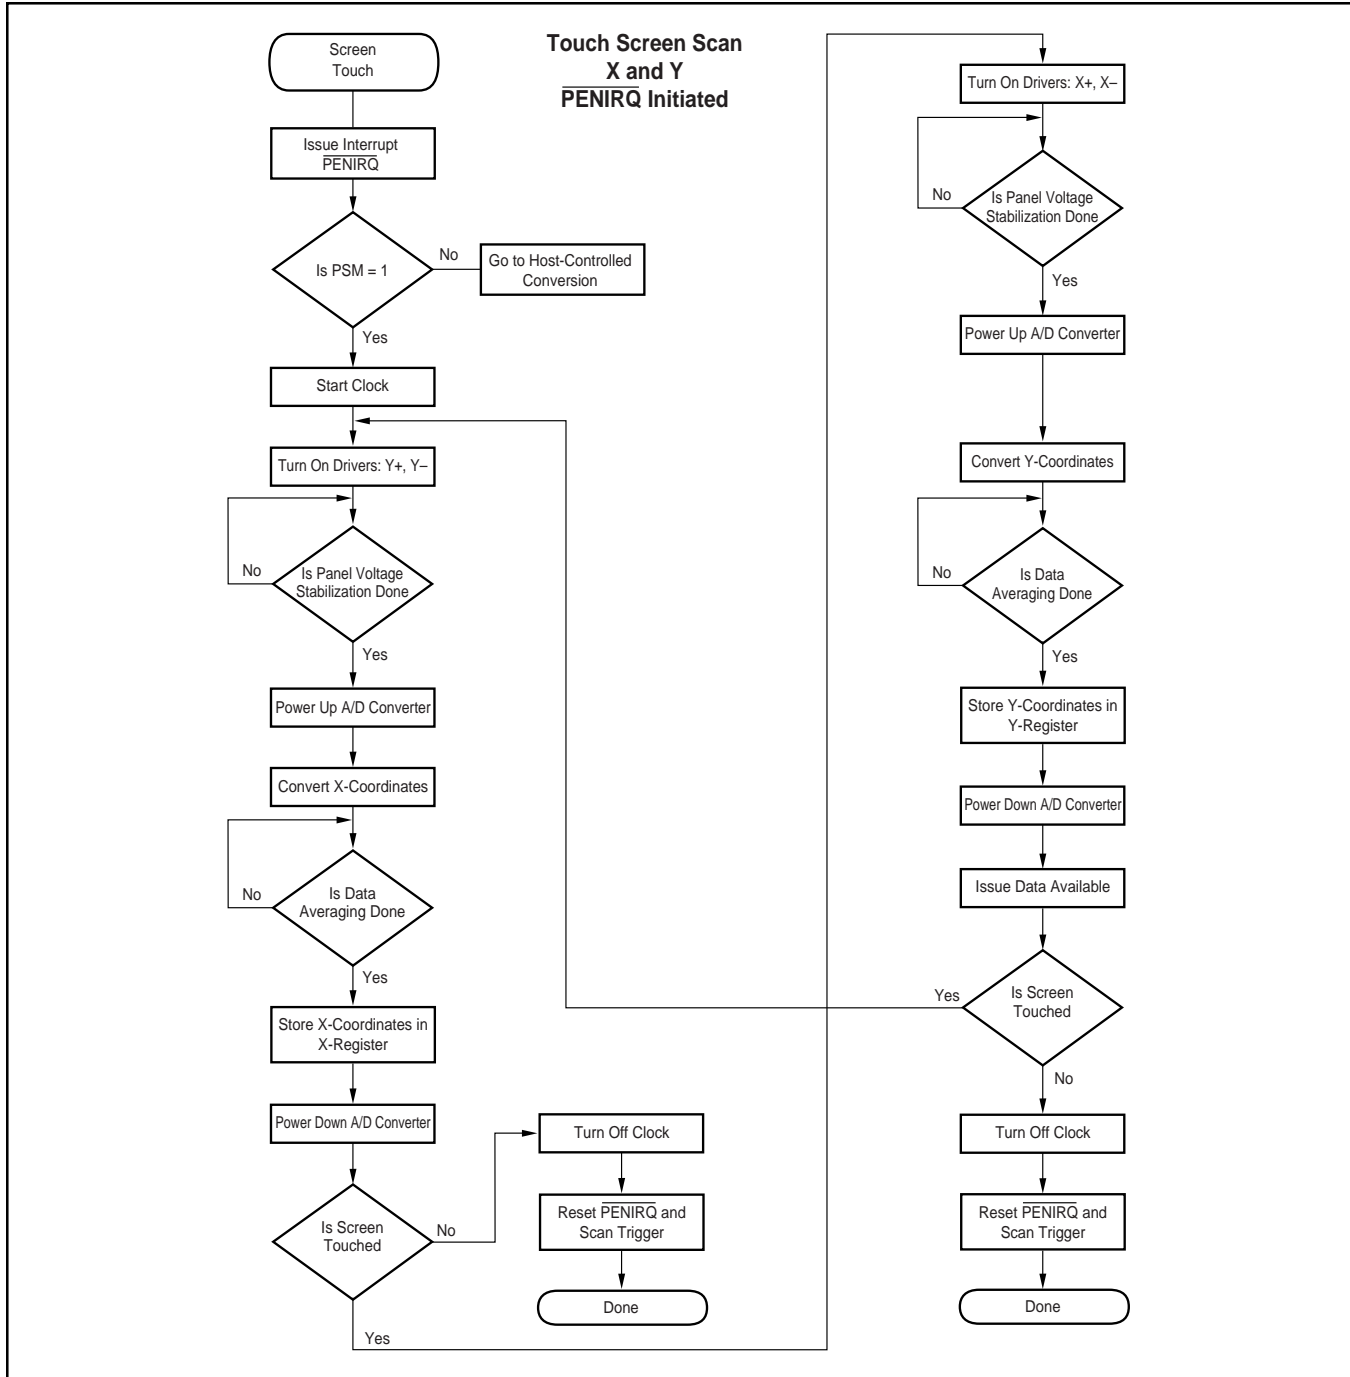 Touch Screen Scan
X and Y
PENIRQ Initiated
Screen
Touch
Issue Interrupt
PENIRQ
Is PSM = 1
No
Go to Host-Controlled
Conversion
Yes
Start Clock
Turn On Drivers: Y+, Y–
Is Panel Voltage
Stabilization Done
No
Yes
Power Up A/D Converter
Convert X-Coordinates
Is Data
Averaging Done
No
Yes
Store X-Coordinates in
X-Register
Power Down A/D Converter
Is Screen
Touched
No
Yes
Turn Off Clock
Reset PENIRQ and
Scan Trigger
Done
Turn On Drivers: X+, X–
Is Panel Voltage
Stabilization Done
No
Yes
Power Up A/D Converter
Convert Y-Coordinates
Is Data
Averaging Done
No
Yes
Store Y-Coordinates in
Y-Register
Power Down A/D Converter
Issue Data Available
Is Screen
Touched
Yes
No
Turn Off Clock
Reset PENIRQ and
Scan Trigger
Done